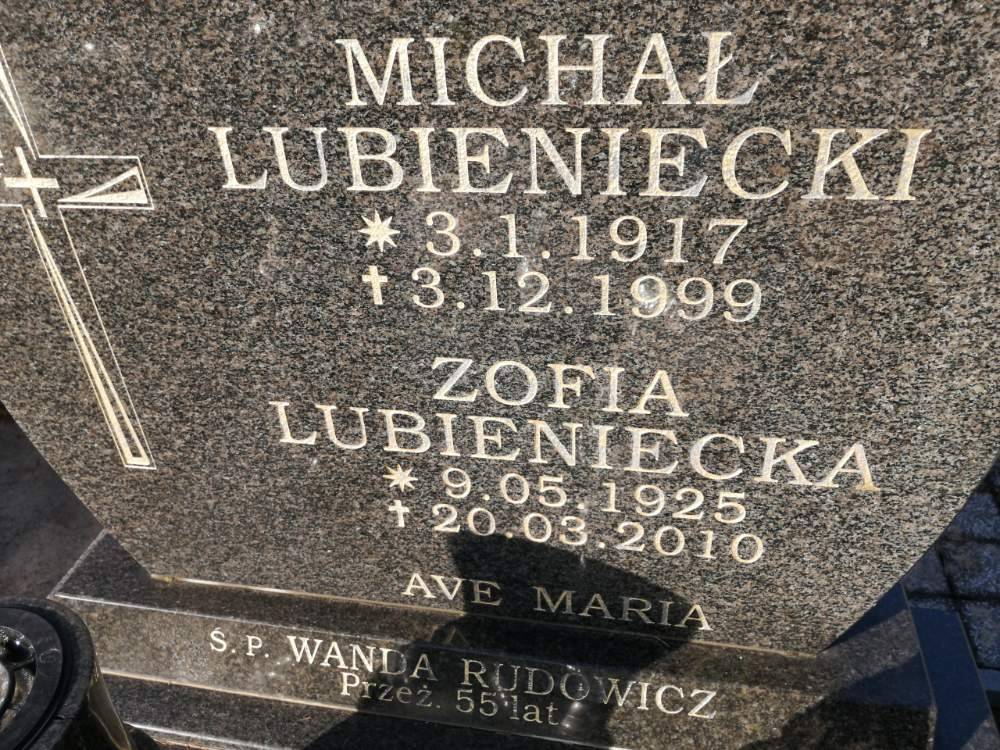 MICHAŁ
LUBIENIECKI
* 3.1.1917
✝ 3.12.1999
ZOFIA
LUBIENIECKA
* 9.05.1925
✝ 20.03.2010
AVE MARIA
Ś.P. WANDA RUDOWICZ
Przeż. 55 lat.